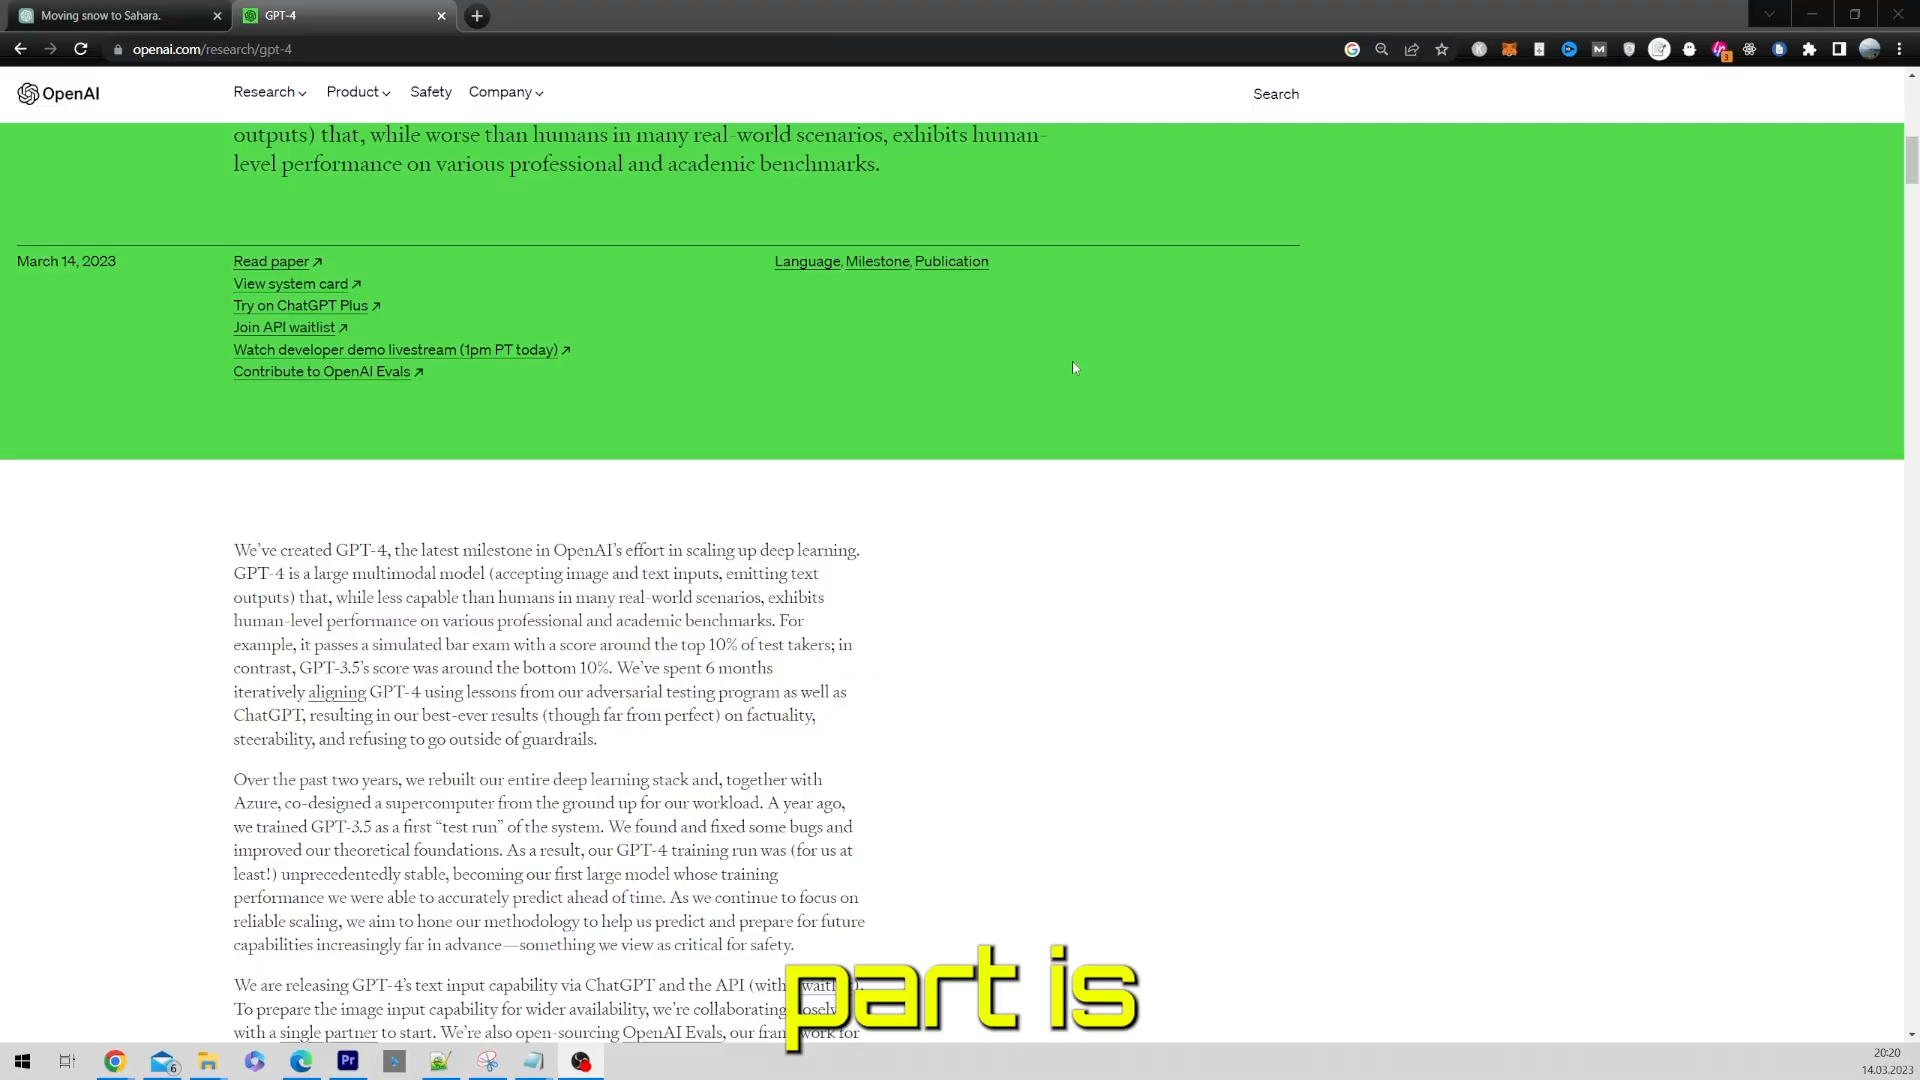 Moving snow to Sahara.
GPT-4
openai.com/research/gpt-4
OpenAI
Research
Product
Safety
Company
Search
outputs) that, while worse than humans in many real-world scenarios, exhibits human-
level performance on various professional and academic benchmarks.
March 14, 2023
Read paper
View system card
Try on ChatGPT Plus
Join API waitlist
Watch developer demo livestream (1pm PT today)
Contribute to OpenAI Evals
Language, Milestone, Publication
We’ve created GPT-4, the latest milestone in OpenAI’s effort in scaling up deep learning.
GPT-4 is a large multimodal model (accepting image and text inputs, emitting text
outputs) that, while less capable than humans in many real-world scenarios, exhibits
human-level performance on various professional and academic benchmarks. For
example, it passes a simulated bar exam with a score around the top 10% of test takers; in
contrast, GPT-3.5’s score was around the bottom 10%. We’ve spent 6 months
iteratively aligning GPT-4 using lessons from our adversarial testing program as well as
ChatGPT, resulting in our best-ever results (though far from perfect) on factuality,
steerability, and refusing to go outside of guardrails.
Over the past two years, we rebuilt our entire deep learning stack and, together with
Azure, co-designed a supercomputer from the ground up for our workload. A year ago,
we trained GPT-3.5 as a first “test run” of the system. We found and fixed some bugs and
improved our theoretical foundations. As a result, our GPT-4 training run was (for us at
least!) unprecedentedly stable, becoming our first large model whose training
performance we were able to accurately predict ahead of time. As we continue to focus on
reliable scaling, we aim to hone our methodology to help us predict and prepare for future
capabilities increasingly far in advance—something we view as critical for safety.
We are releasing GPT-4’s text input capability via ChatGPT and the API (with
To prepare the image input capability for wider availability, we’re collaborating
with a single partner to start. We’re also open-sourcing OpenAI Evals, our for
part is
20:20
14.03.2023